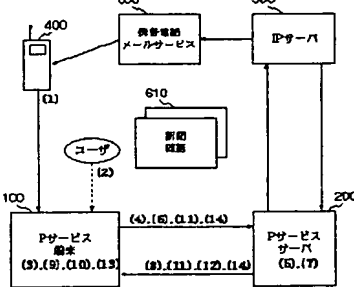 400
携帯電話
メールサービス
IPサーバ
(1)
610
新聞
雑誌
ユーザ
(2)
100
200
(4).(6).(11).(14)
Pサービス
端末
(3).(9).(10).(13)
Pサービス
サーバ
(5).(7)
(8).(11).(12).(14)